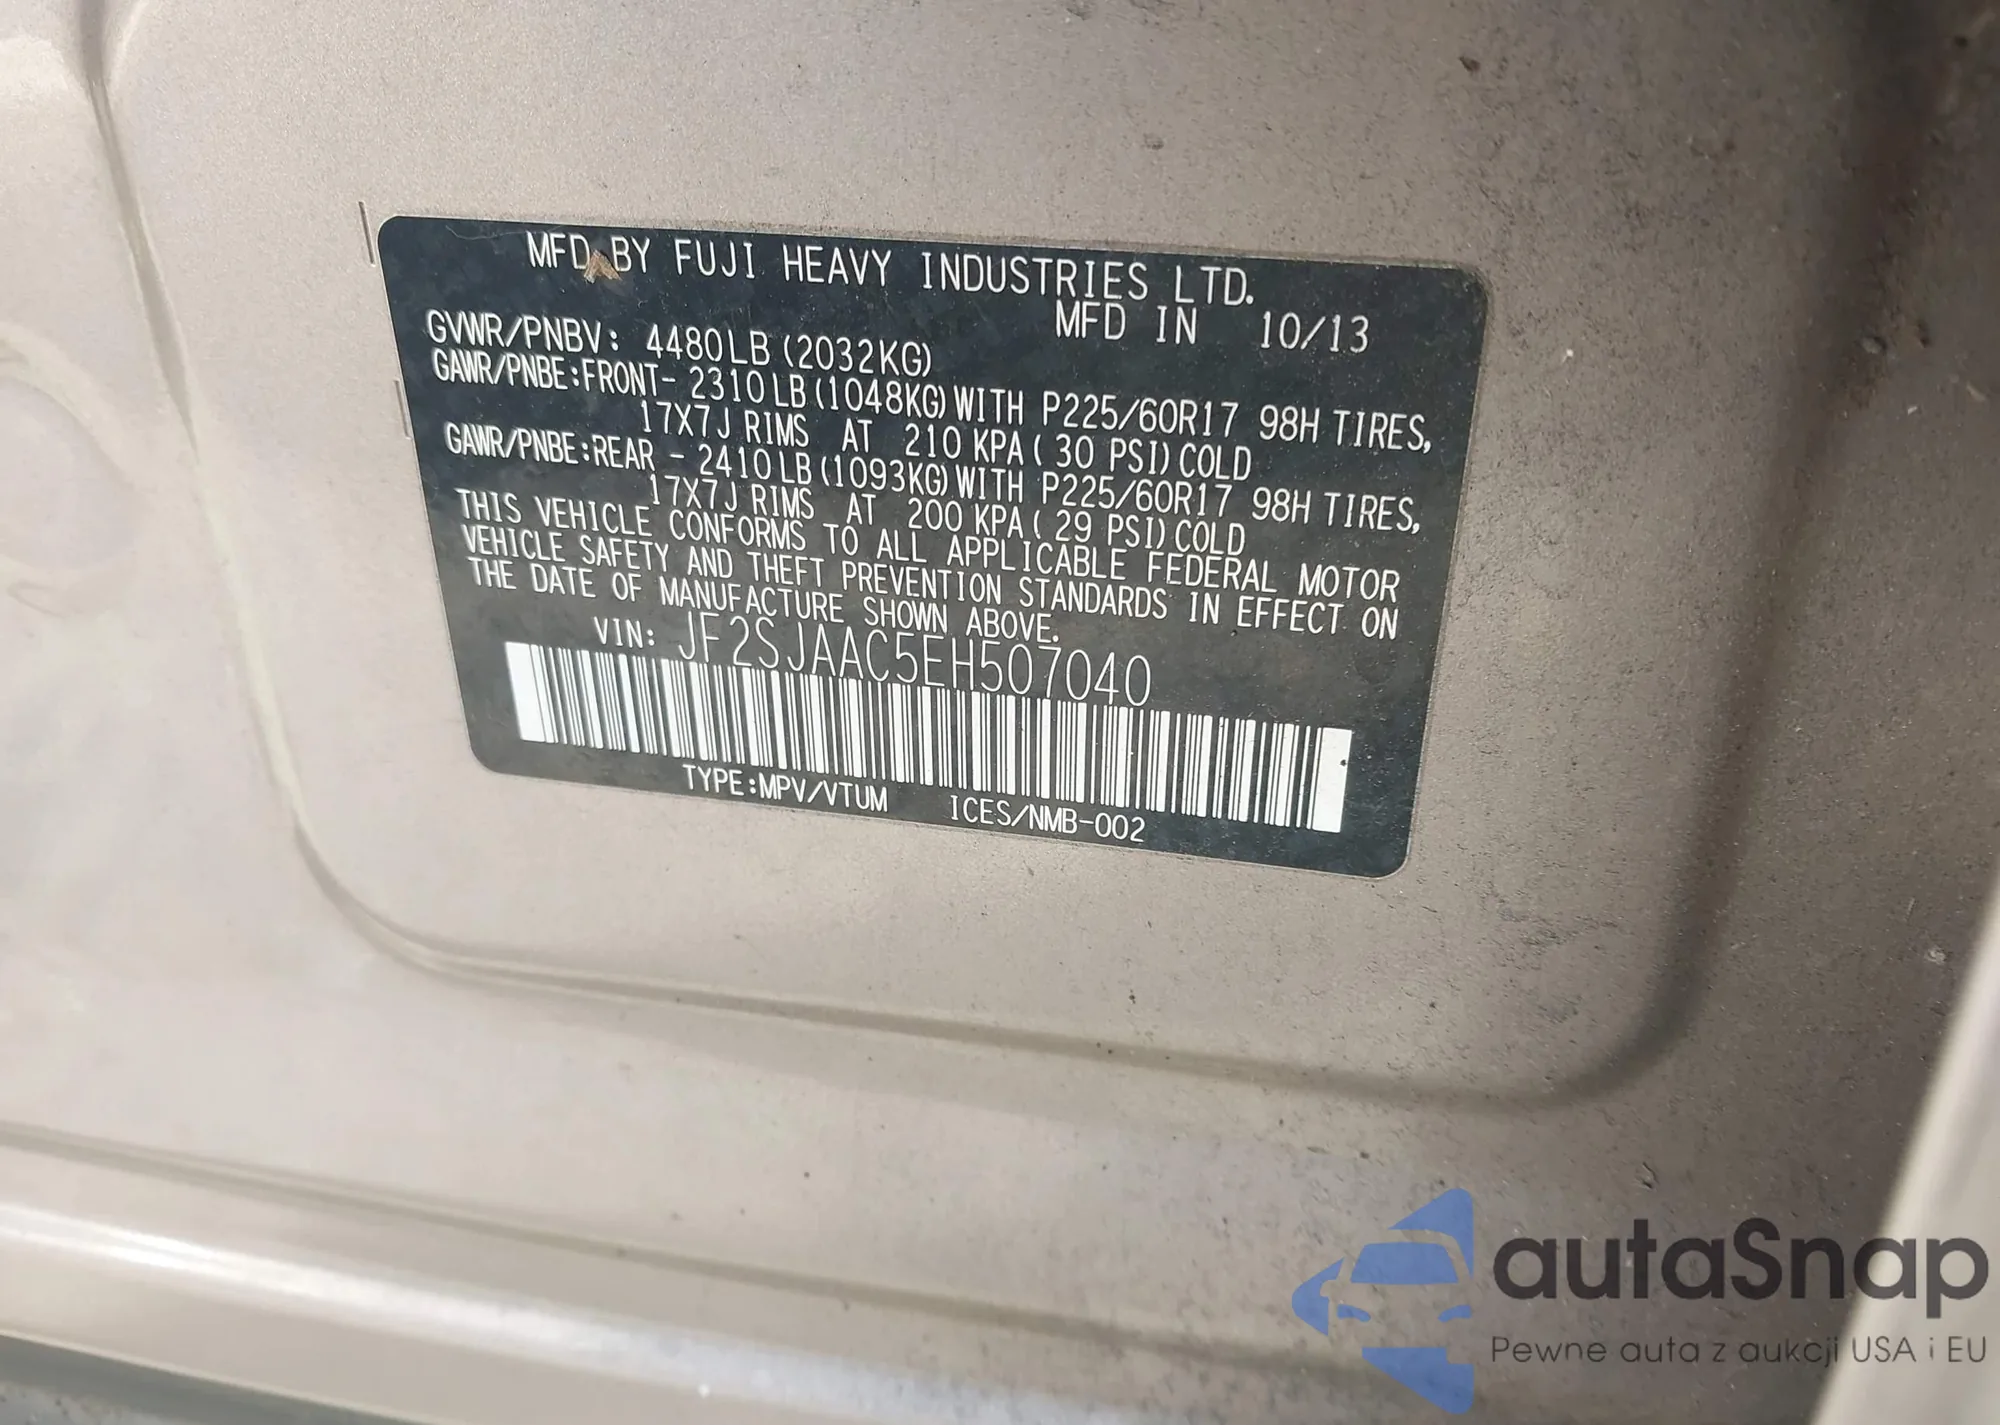 MFD BY FUJI HEAVY INDUSTRIES LTD.
MFD IN 10/13
GVWR/PNBV: 4480LB(2032KG)
GAWR/PNBE:FRONT- 2310LB(1048KG)WITH P225/60R17 98H TIRES,
17X7J RIMS AT 210 KPA( 30 PSI)COLD
GAWR/PNBE:REAR - 2410LB(1093KG)WITH P225/60R17 98H TIRES,
17X7J RIMS AT 200 KPA( 29 PSI)COLD
THIS VEHICLE CONFORMS TO ALL APPLICABLE FEDERAL MOTOR
VEHICLE SAFETY AND THEFT PREVENTION STANDARDS IN EFFECT ON
THE DATE OF MANUFACTURE SHOWN ABOVE.
VIN: JF2SJAAC5EH507040
TYPE:MPV/VTUM ICES/NMB-002
autaSnap
Pewne auta z aukcji USA i EU